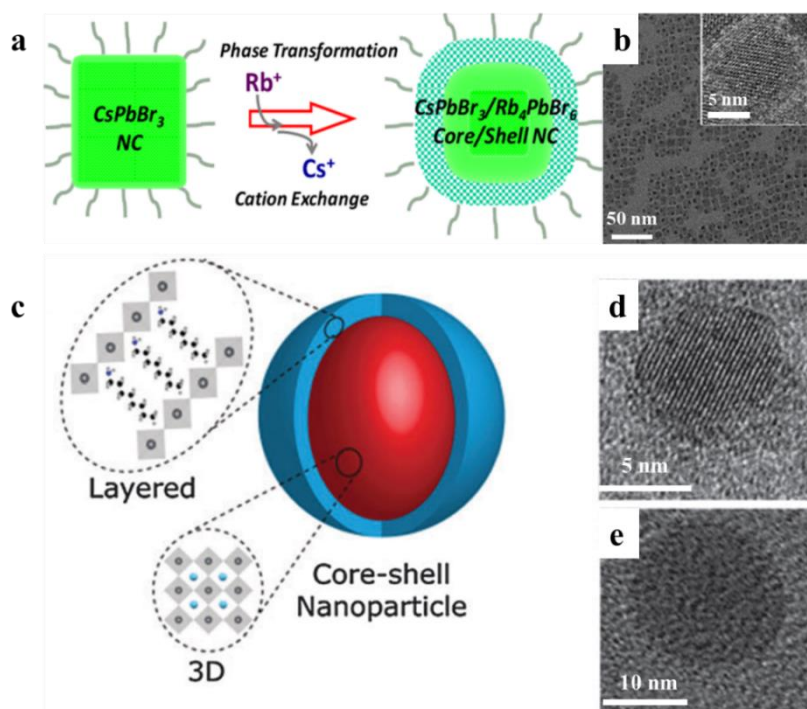 a
Phase Transformation
Rb⁺
CsPbBr₃
NC
Cs⁺
Cation Exchange
CsPbBr₃/Rb₄PbBr₆
Core/Shell NC
b
5 nm
50 nm
c
Layered
3D
Core-shell
Nanoparticle
d
5 nm
e
10 nm